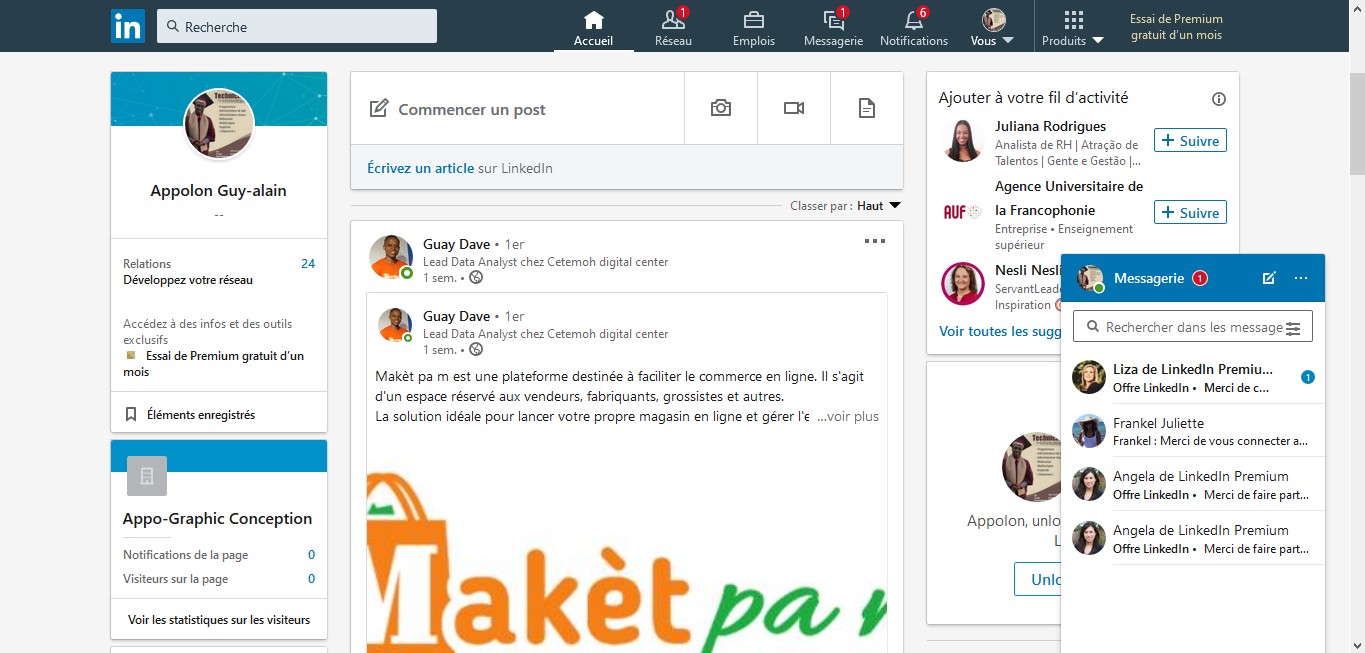 in
Recherche
Accueil
1
Réseau
Emplois
1
Messagerie
6
Notifications
Vous
Produits
Essai de Premium
gratuit d'un mois
Appolon Guy-alain
--
Relations 24
Développez votre réseau
Accédez à des infos et des outils
exclusifs
Essai de Premium gratuit d'un
mois
Éléments enregistrés
Appo-Graphic Conception
Notifications de la page 0
Visiteurs sur la page 0
Voir les statistiques sur les visiteurs
Commencer un post
Écrivez un article sur LinkedIn
Classer par : Haut
Guay Dave • 1er
Lead Data Analyst chez Cetemoh digital center
1 sem. •
Guay Dave • 1er
Lead Data Analyst chez Cetemoh digital center
1 sem. •
Makèt pa m est une plateforme destinée à faciliter le commerce en ligne. Il s'agit
d'un espace réservé aux vendeurs, fabriquants, grossistes et autres.
La solution idéale pour lancer votre propre magasin en ligne et gérer l'e ...voir plus
Makèt pa
Ajouter à votre fil d'activité
Juliana Rodrigues
Analista de RH | Atração de
Talentos | Gente e Gestão |...
+ Suivre
AUF
Agence Universitaire de
la Francophonie
Entreprise • Enseignement
supérieur
+ Suivre
Nesli Nesli
ServantLeade
Inspiration
Voir toutes les sugg
Appolon, unlo
L
Unlo
Messagerie 1
Rechercher dans les message
Liza de LinkedIn Premiu...
Offre LinkedIn • Merci de c...
1
Frankel Juliette
Frankel : Merci de vous connecter a...
Angela de LinkedIn Premium
Offre LinkedIn • Merci de faire part...
Angela de LinkedIn Premium
Offre LinkedIn • Merci de faire part...